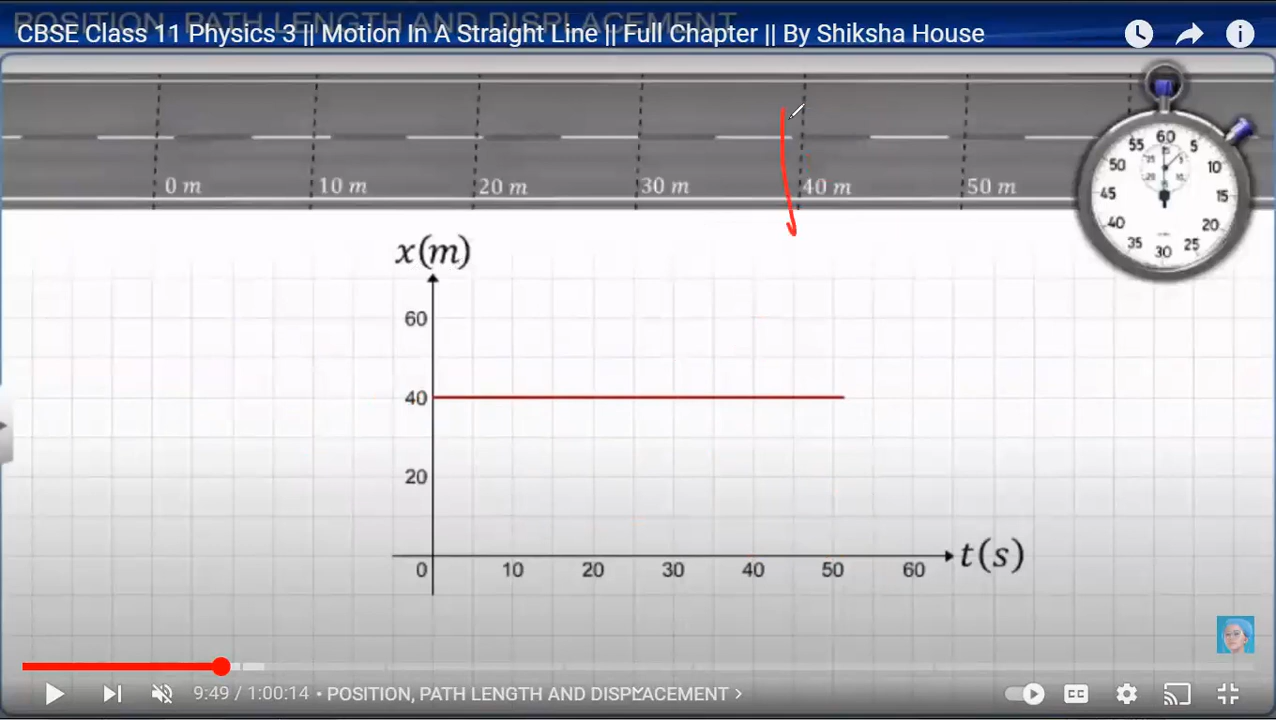 POSITION, PATH LENGTH AND DISPLACEMENT
CBSE Class 11 Physics 3 || Motion In A Straight Line || Full Chapter || By Shiksha House
0 m 10 m 20 m 30 m 40 m 50 m
60 5 10 15 20 25 30 35 40 45 50 55
x(m)
60
40
20
0 10 20 30 40 50 60 t(s)
9:49 / 1:00:14 • POSITION, PATH LENGTH AND DISPLACEMENT >
CC